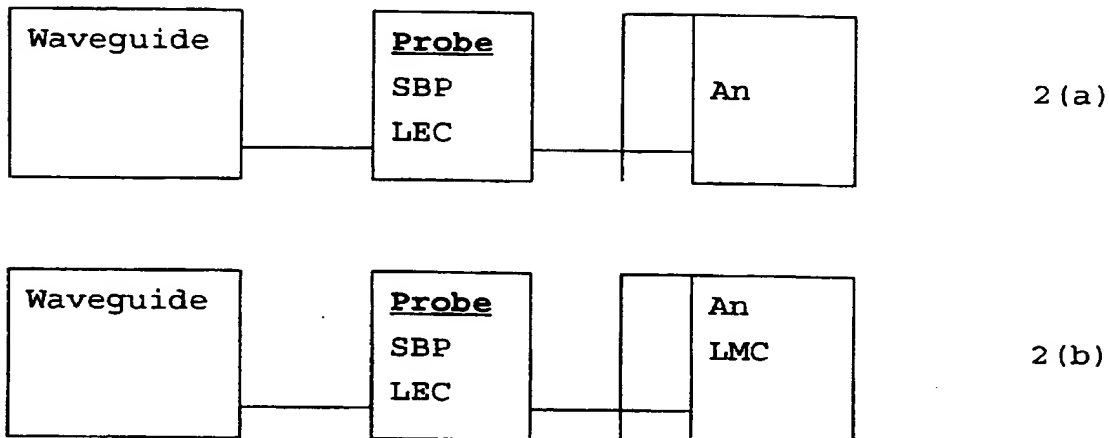 Waveguide
Probe
SBP
LEC
An
2(a)
Waveguide
Probe
SBP
LEC
An
LMC
2(b)